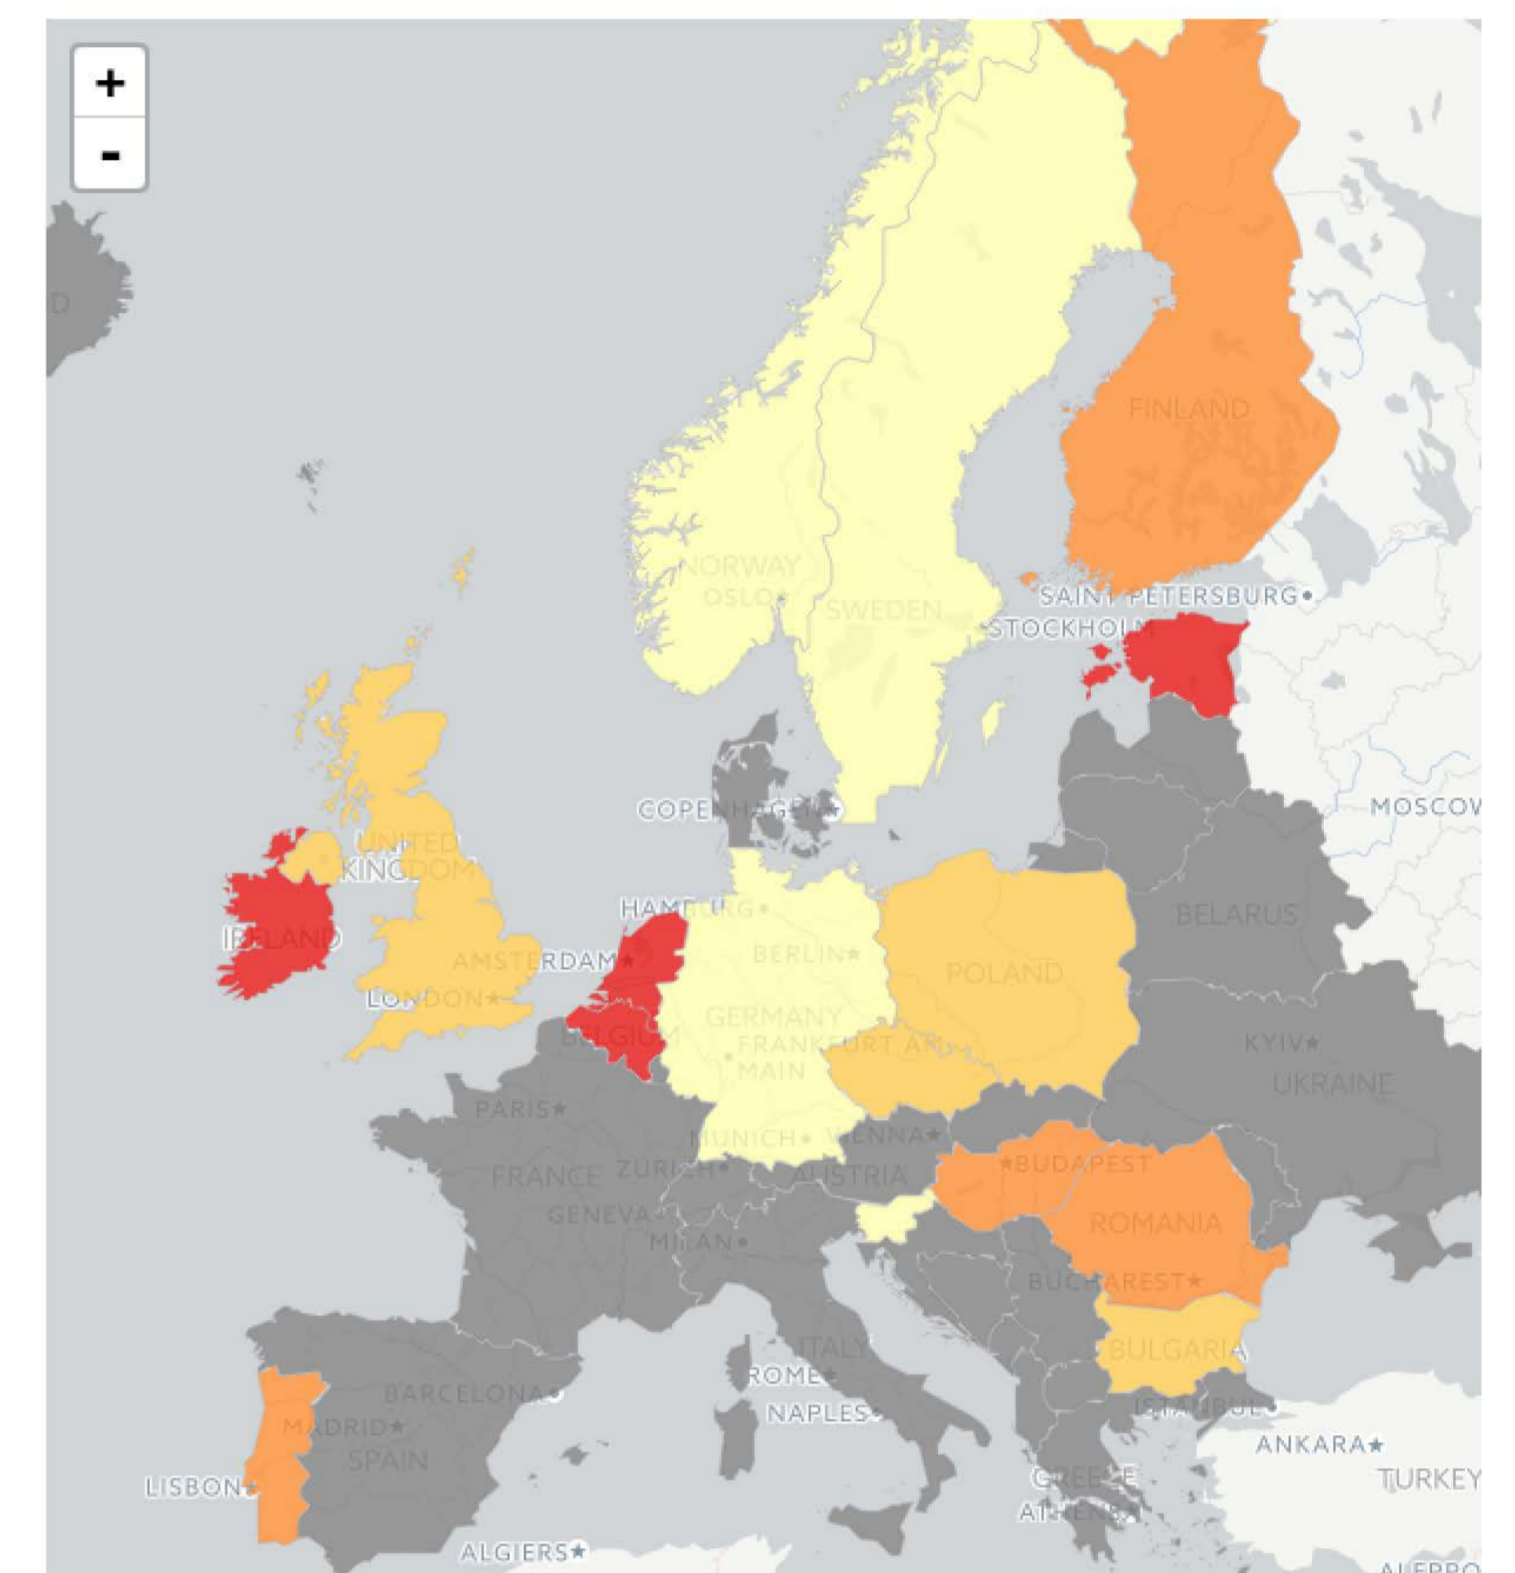 +
-
D
FINLAND
NORWAY
OSLO
SWEDEN
SAINT PETERSBURG
STOCKHOLM
COPENHAGEN
MOSCOW
UNITED
KINGDOM
HAMBURG
BELARUS
IRELAND
AMSTERDAM
BERLIN
POLAND
LONDON
GERMANY
BELGIUM
FRANKFURT AM
MAIN
KYIV
UKRAINE
PARIS
MUNICH
VIENNA
FRANCE
ZURICH
AUSTRIA
BUDAPEST
GENEVA
MILAN
ROMANIA
BUCHAREST
ITALY
BULGARIA
ROME
BARCELONA
NAPLES
ISTANBUL
MADRID
SPAIN
ANKARA
LISBON
GREECE
TURKEY
ATHENS
ALGIERS
ALEPPO